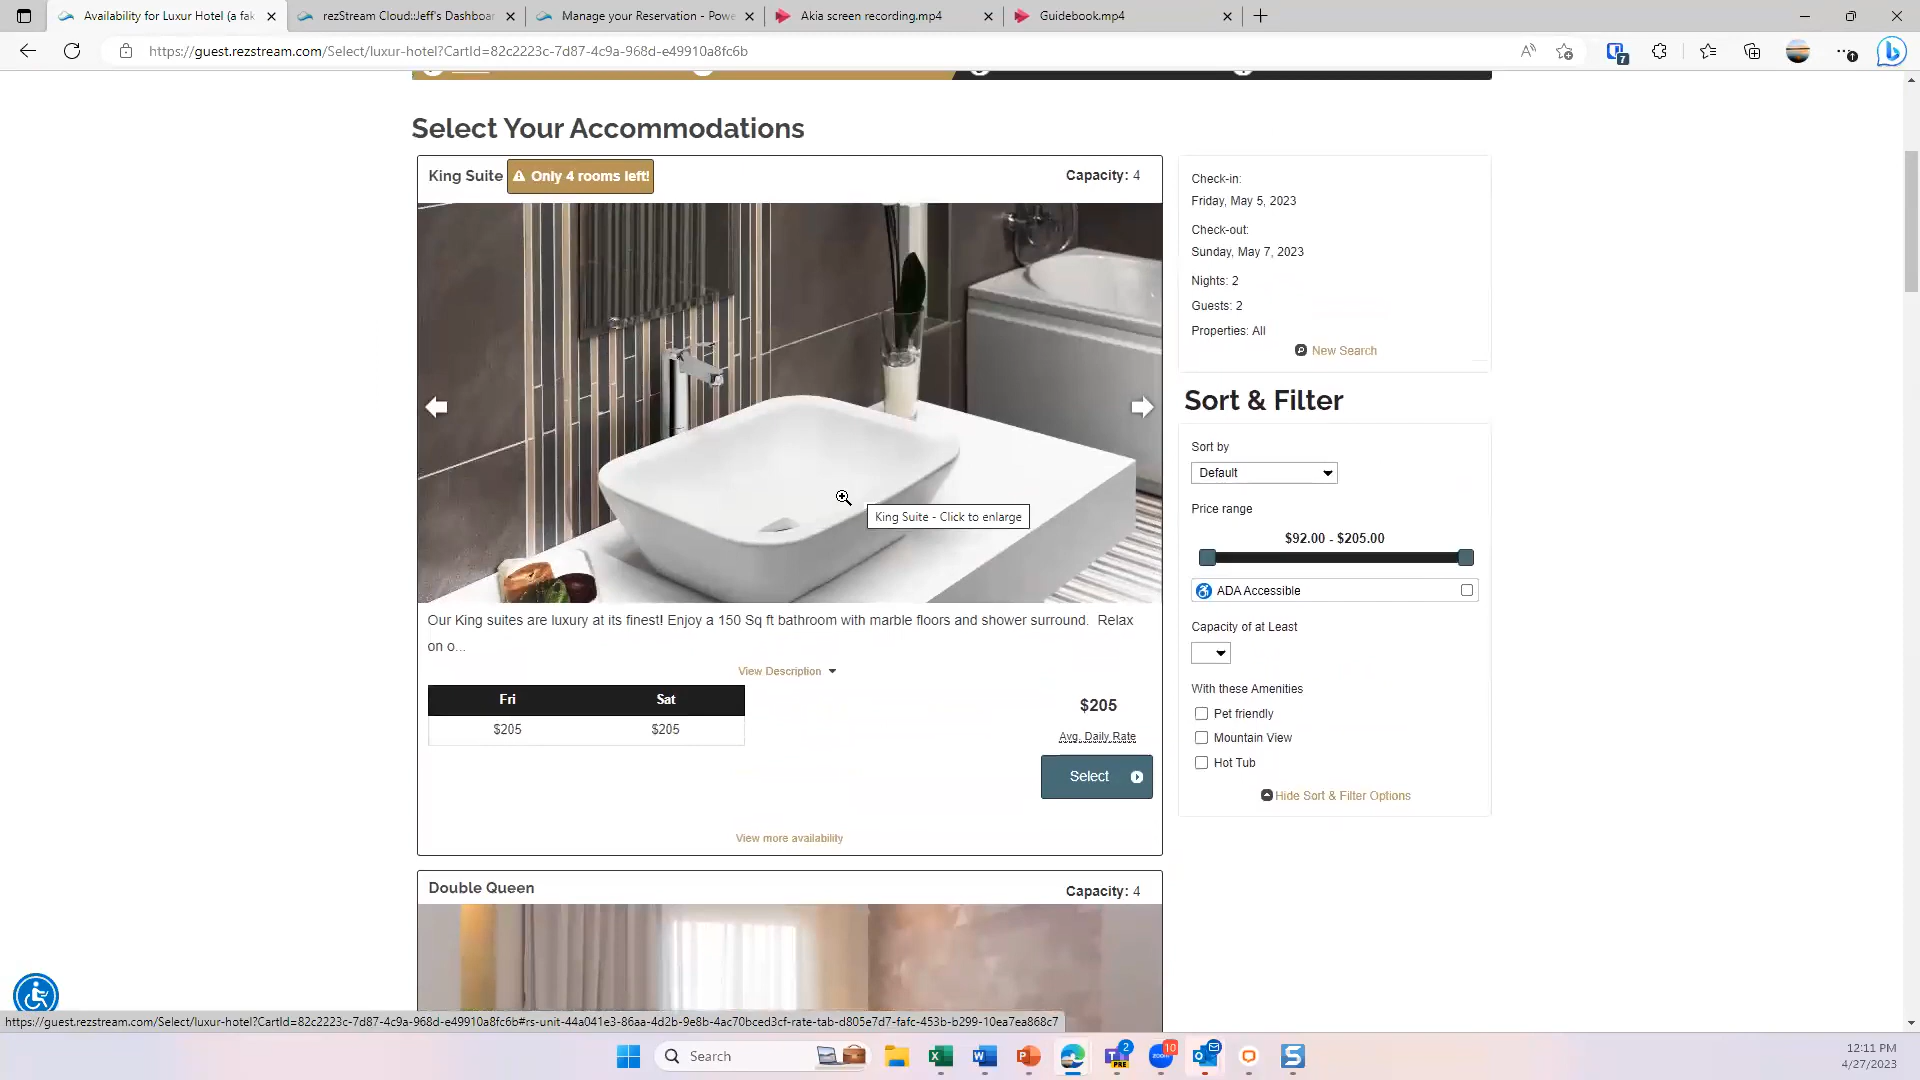 Availability for Luxur Hotel (a fak
rezStream Cloud::Jeff's Dashboar
Manage your Reservation - Powe
Akia screen recording.mp4
Guidebook.mp4
https://guest.rezstream.com/Select/luxur-hotel?CartId=82c2223c-7d87-4c9a-968d-e49910a8fc6b
7
1
Select Your Accommodations
King Suite
Only 4 rooms left!
Capacity: 4
King Suite - Click to enlarge
Our King suites are luxury at its finest! Enjoy a 150 Sq ft bathroom with marble floors and shower surround. Relax
on o...
View Description
Fri Sat
$205 $205
$205
Avg. Daily Rate
Select
View more availability
Double Queen
Capacity: 4
Check-in:
Friday, May 5, 2023
Check-out:
Sunday, May 7, 2023
Nights: 2
Guests: 2
Properties: All
New Search
Sort & Filter
Sort by
Default
Price range
$92.00 - $205.00
ADA Accessible
Capacity of at Least
With these Amenities
Pet friendly
Mountain View
Hot Tub
Hide Sort & Filter Options
https://guest.rezstream.com/Select/luxur-hotel?CartId=82c2223c-7d87-4c9a-968d-e49910a8fc6b#rs-unit-44a041e3-86aa-4d2b-9e8b-4ac70bced3cf-rate-tab-d805e7d7-fafc-453b-b299-10ea7ea868c7
Search
2
PRE
zoom
10
12:11 PM
4/27/2023